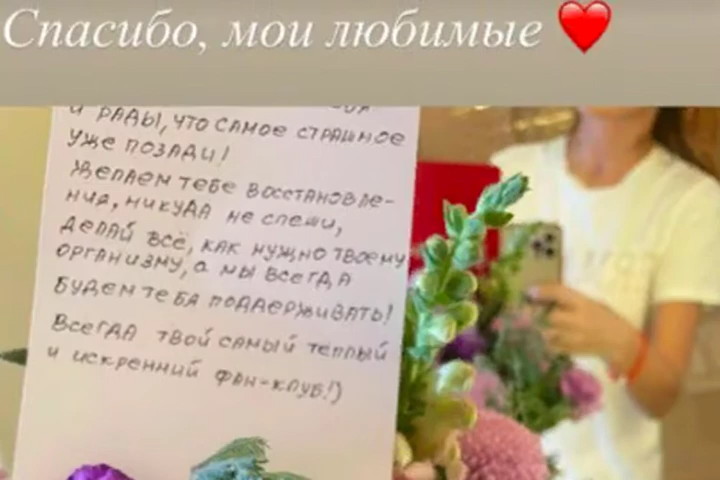 Спасибо, мои любимые ❤️
и рады, что самое страшное
уже позади!
Желаем тебе восстановле-
ния, никуда не спеши,
делай всё, как нужно твоему
организму, а мы всегда
будем тебя поддерживать!
Всегда твой самый тёплый
и искренний фан-клуб!)